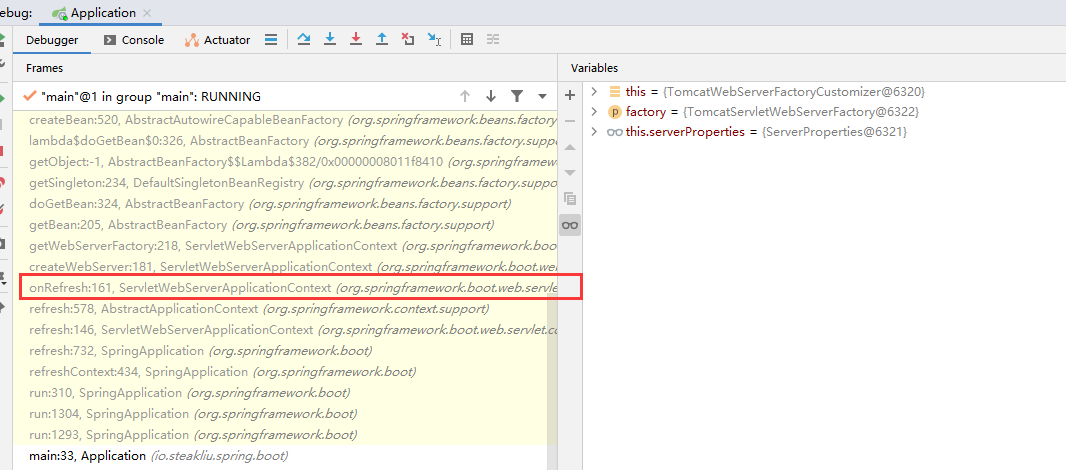 ebug: Application
Debugger Console Actuator
Frames
Variables
"main"@1 in group "main": RUNNING
this = {TomcatWebServerFactoryCustomizer@6320}
factory = {TomcatServletWebServerFactory@6322}
this.serverProperties = {ServerProperties@6321}
createBean:520, AbstractAutowireCapableBeanFactory (org.springframework.beans.factory
lambda$doGetBean$0:326, AbstractBeanFactory (org.springframework.beans.factory.suppor
getObject:-1, AbstractBeanFactory$$Lambda$382/0x00000008011f8410 (org.springframework.
getSingleton:234, DefaultSingletonBeanRegistry (org.springframework.beans.factory.suppo
doGetBean:324, AbstractBeanFactory (org.springframework.beans.factory.support)
getBean:205, AbstractBeanFactory (org.springframework.beans.factory.support)
getWebServerFactory:218, ServletWebServerApplicationContext (org.springframework.boo
createWebServer:181, ServletWebServerApplicationContext (org.springframework.boot.we
onRefresh:161, ServletWebServerApplicationContext (org.springframework.boot.web.servle
refresh:578, AbstractApplicationContext (org.springframework.context.support)
refresh:146, ServletWebServerApplicationContext (org.springframework.boot.web.servlet.co
refresh:732, SpringApplication (org.springframework.boot)
refreshContext:434, SpringApplication (org.springframework.boot)
run:310, SpringApplication (org.springframework.boot)
run:1304, SpringApplication (org.springframework.boot)
run:1293, SpringApplication (org.springframework.boot)
main:33, Application (io.steakliu.spring.boot)